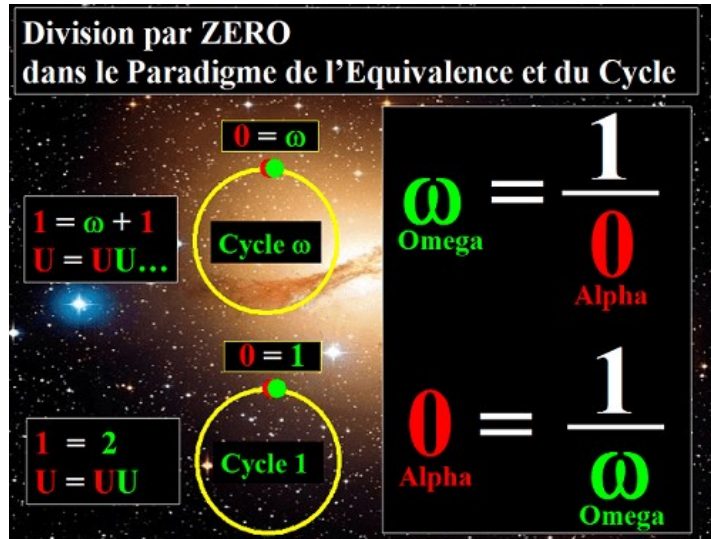 Division par ZERO
dans le Paradigme de l'Equivalence et du Cycle
0 = ω
1 = ω + 1
U = UU...
Cycle ω
0 = 1
1 = 2
U = UU
Cycle 1
ω = 1/0
Omega
Alpha
0 = 1/ω
Alpha
Omega